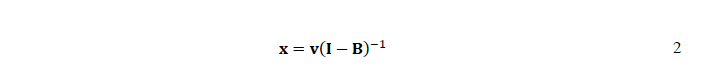 x = v(I − B)⁻¹ 2